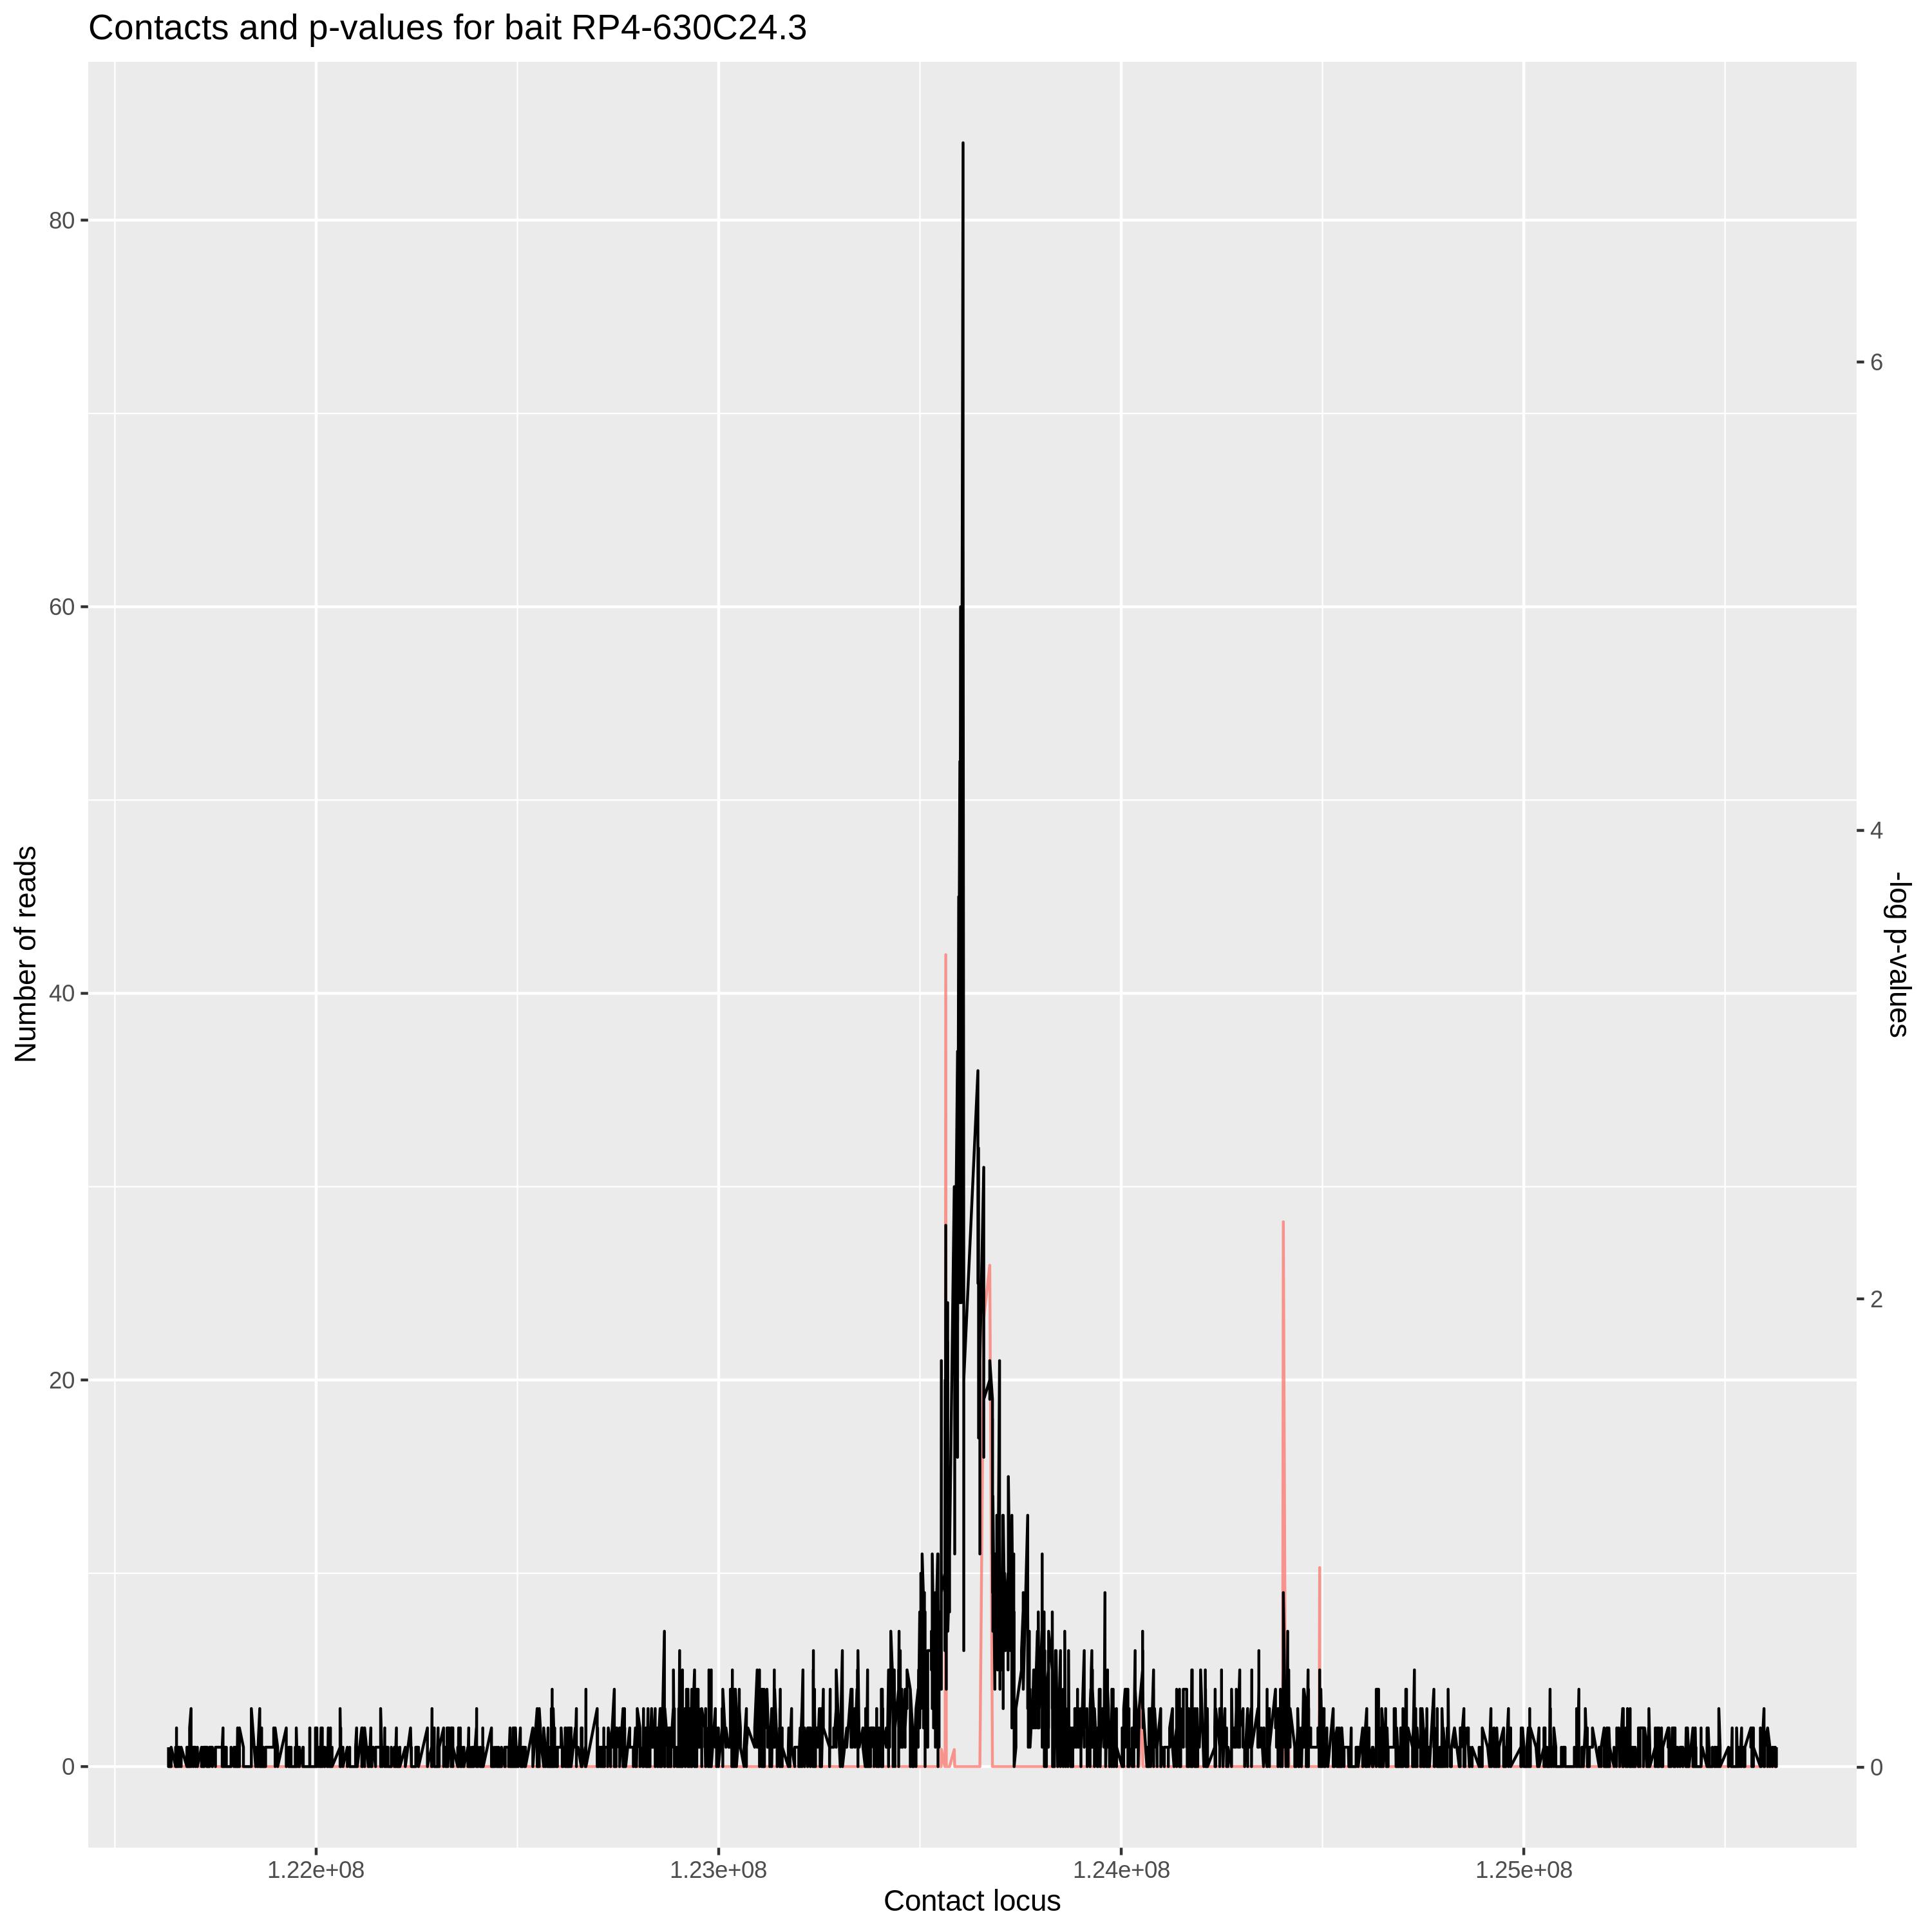 Contacts and p-values for bait RP4-630C24.3
80
60
40
20
0
6
4
2
0
Number of reads
-log p-values
1.22e+08
1.23e+08
1.24e+08
1.25e+08
Contact locus